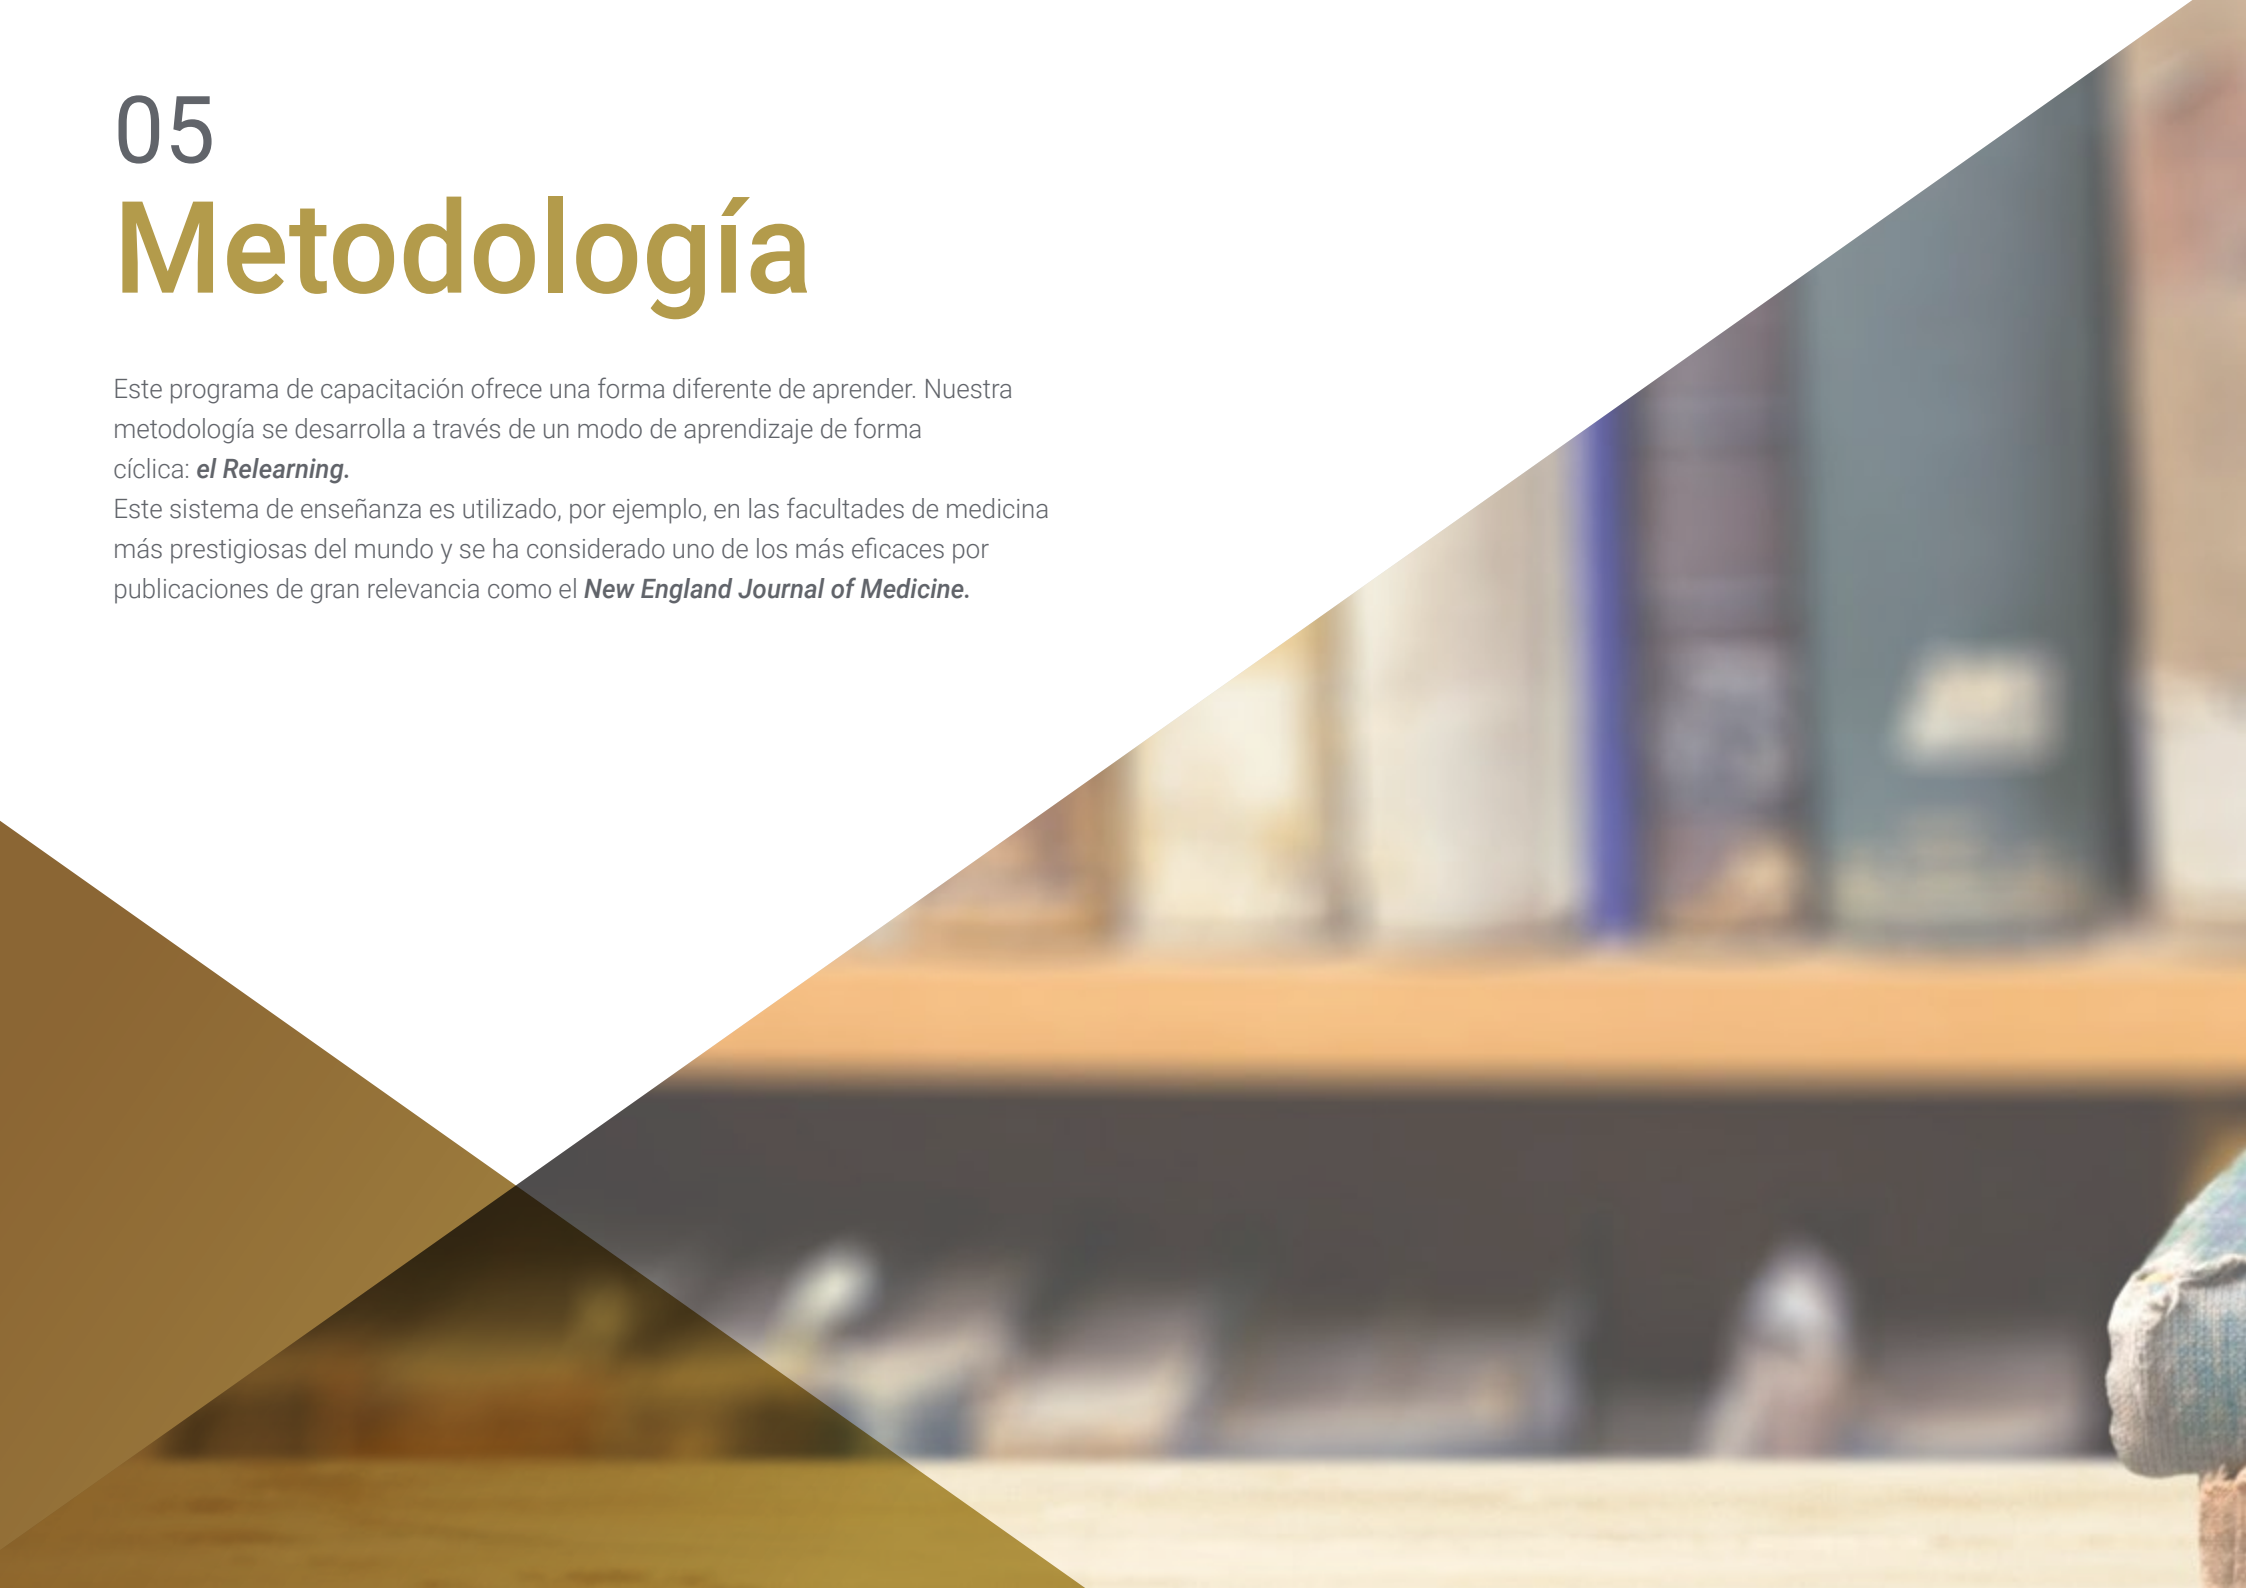 05
Metodología
Este programa de capacitación ofrece una forma diferente de aprender. Nuestra
metodología se desarrolla a través de un modo de aprendizaje de forma
cíclica: el Relearning.
Este sistema de enseñanza es utilizado, por ejemplo, en las facultades de medicina
más prestigiosas del mundo y se ha considerado uno de los más eficaces por
publicaciones de gran relevancia como el New England Journal of Medicine.